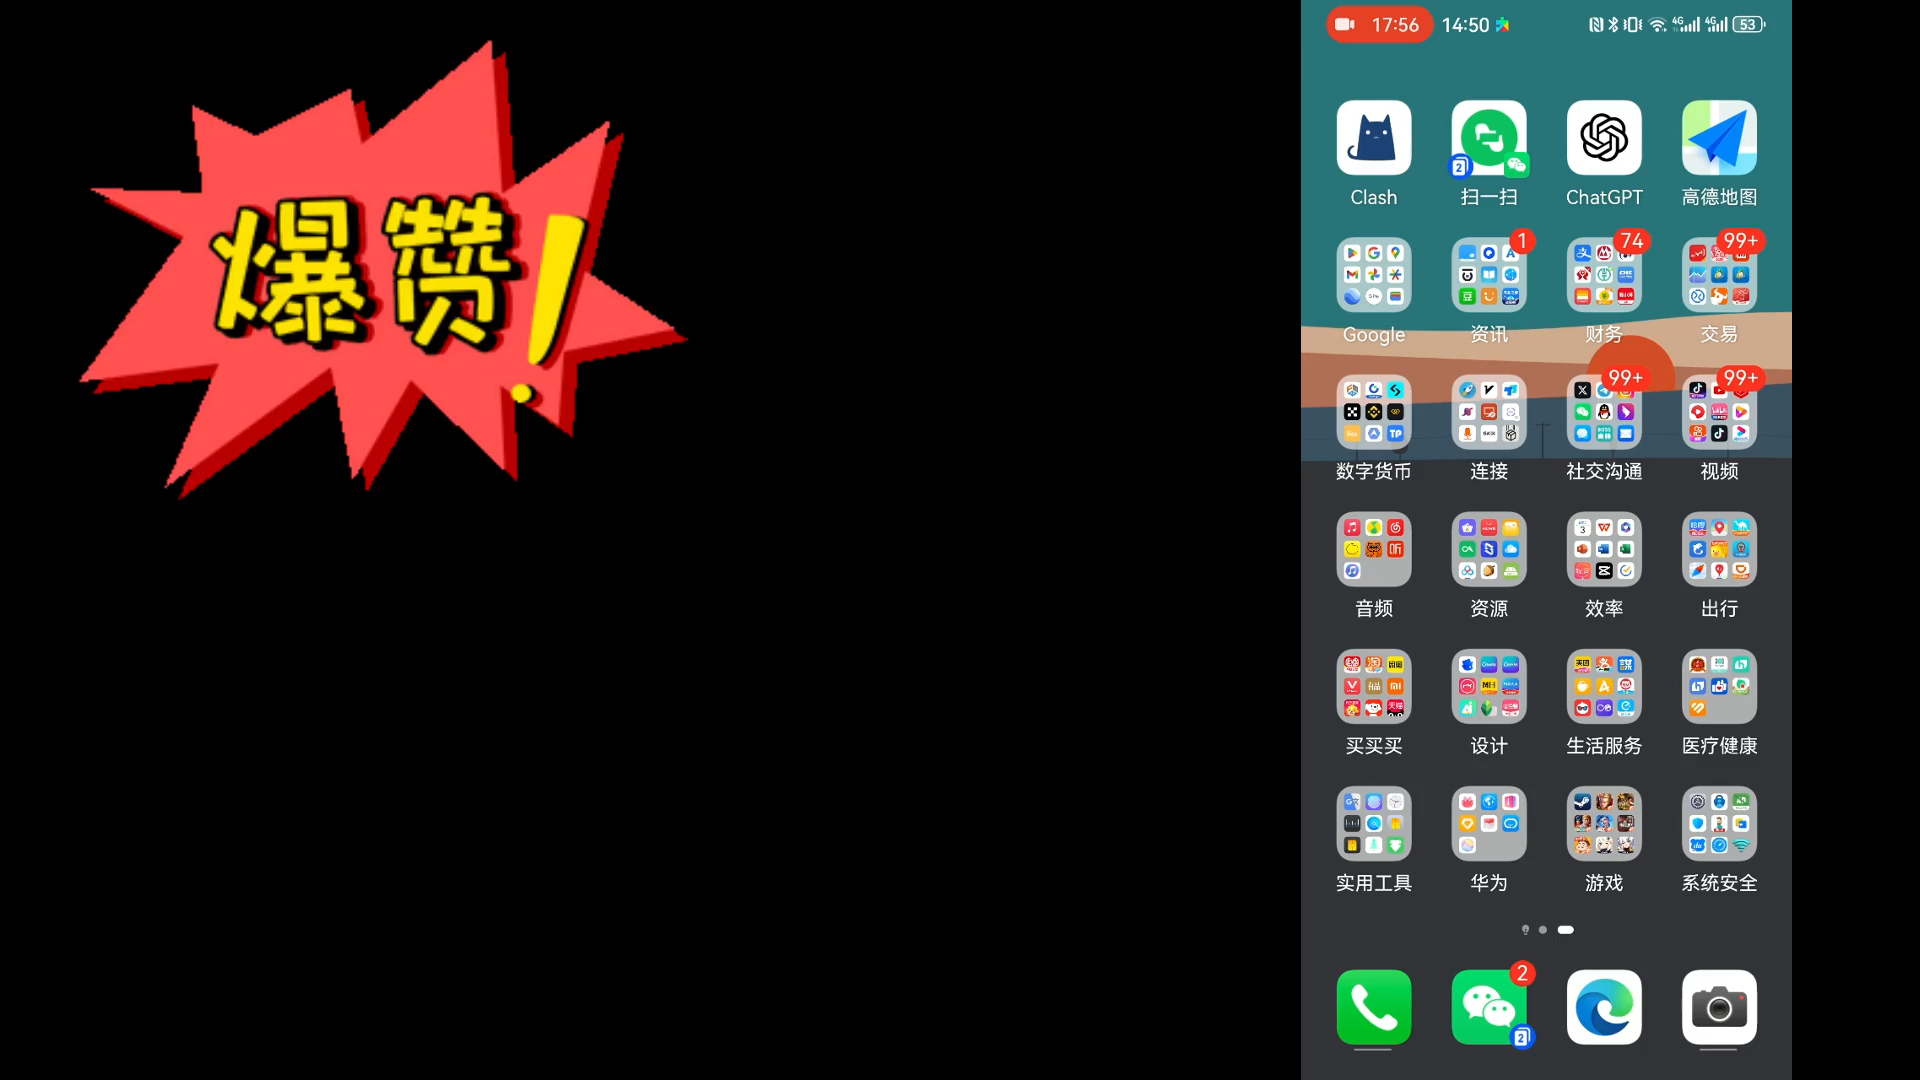 爆赞!
17:56 14:50 4G 4G 53
Clash 扫一扫 ChatGPT 高德地图
1 74 99+
Google 资讯 财务 交易
99+ 99+
数字货币 连接 社交沟通 视频
音频 资源 效率 出行
买买买 设计 生活服务 医疗健康
实用工具 华为 游戏 系统安全
2